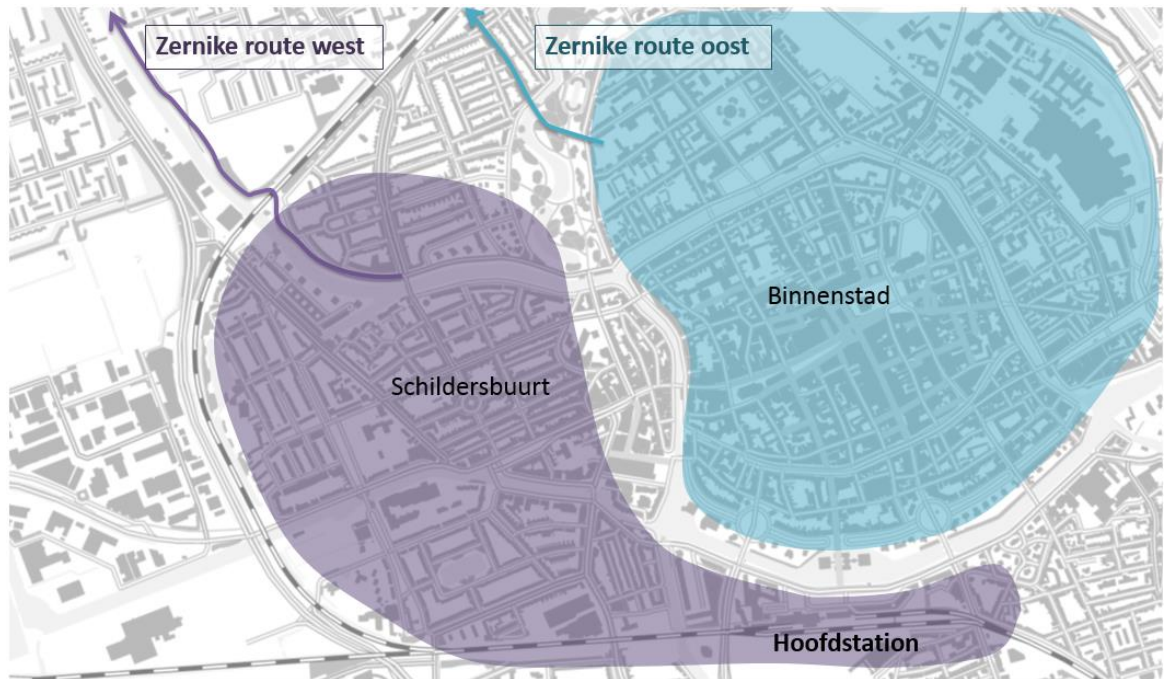 Zernike route west
Zernike route oost
Binnenstad
Schildersbuurt
Hoofdstation